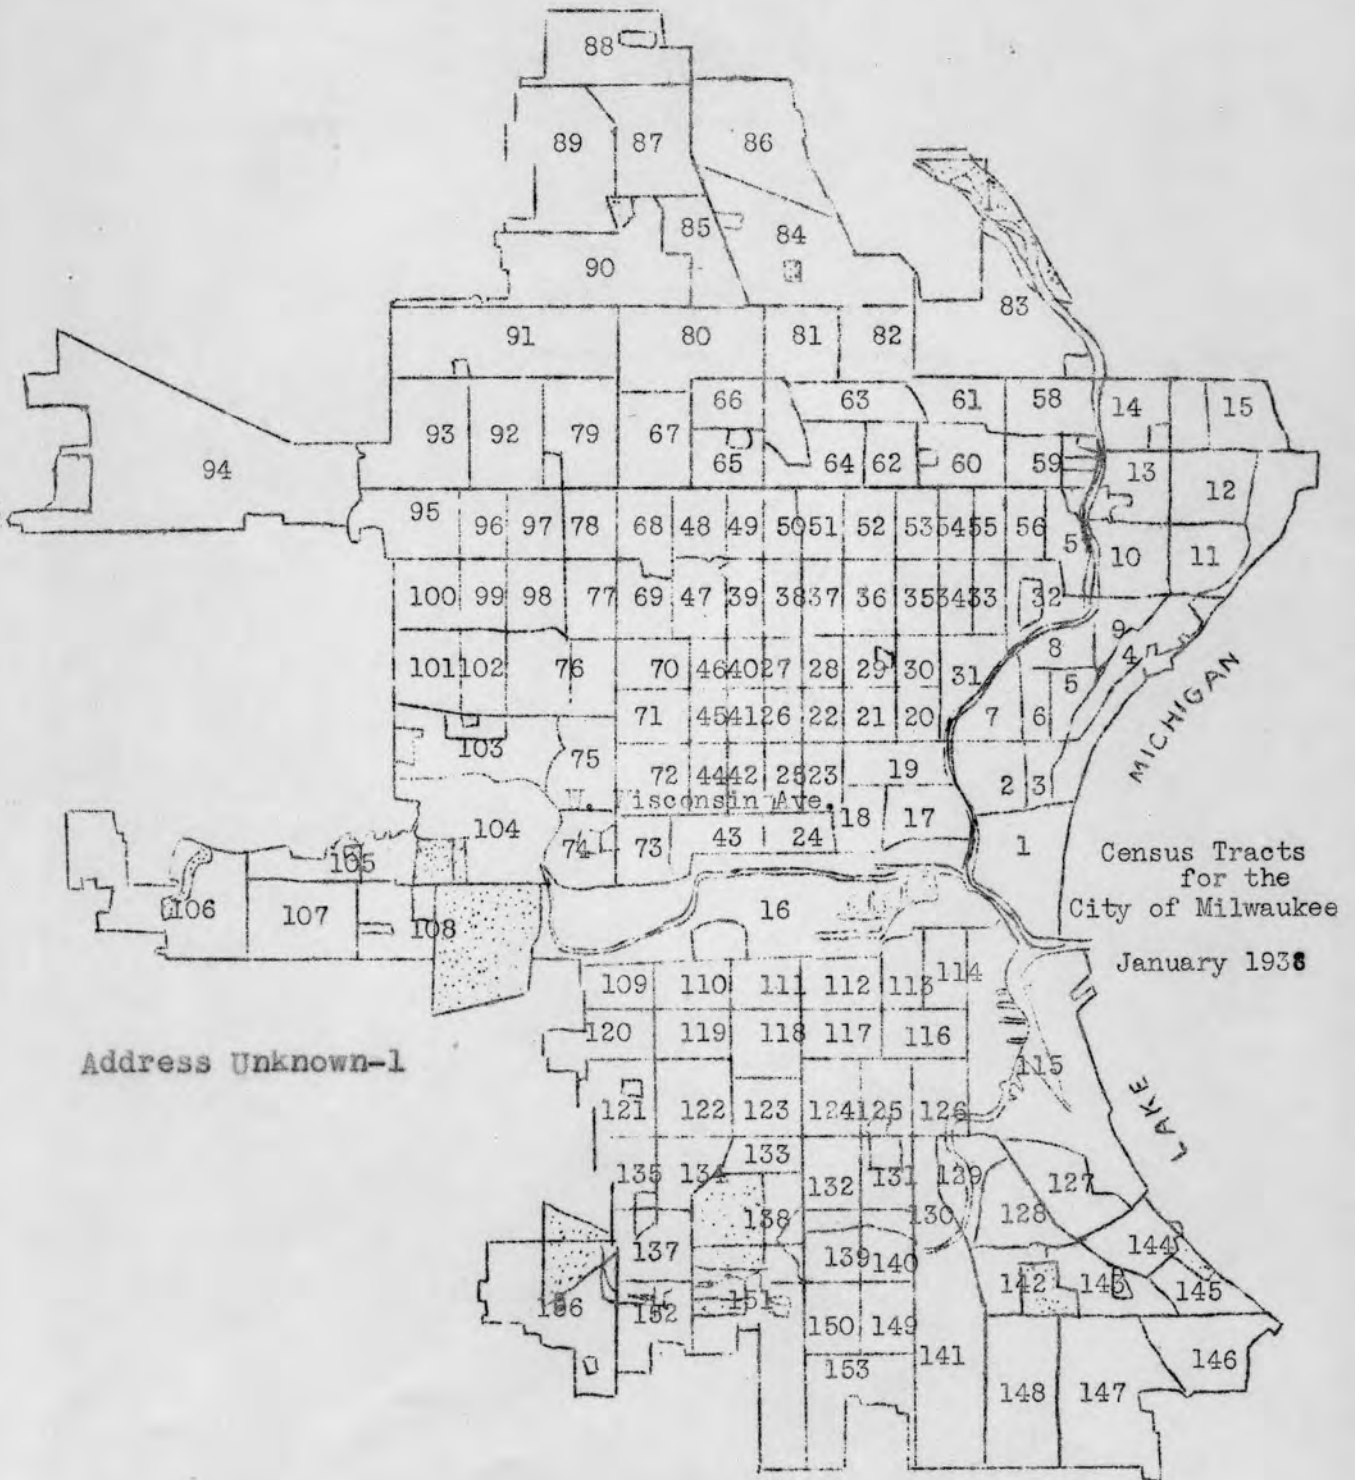 88
89 87 86
85 84
90
83
91 80 81 82
66 63 61 58 14 15
93 92 79 67
94 65 64 62 60 59 13 12
95 96 97 78 68 48 49 50 51 52 53 54 55 56 5 10 11
100 99 98 77 69 47 39 38 37 36 35 34 33 32
9
101 102 76 70 46 40 27 28 29 30 31 8 4
5
71 45 41 26 22 21 20 7 6
MICHIGAN
103 75
72 44 42 25 23 19 2 3
W. Wisconsin Ave.
104 74 73 43 24 18 17 1
Census Tracts
for the
City of Milwaukee
105
106 107 108 16
January 1938
109 110 111 112 113 114
120 119 118 117 116
Address Unknown-1
115
LAKE
121 122 123 124 125 126
133
135 134 132 131 129 127
138 130 128
137 139 140 144
142 143 145
152 151
150 149
153 141 146
148 147